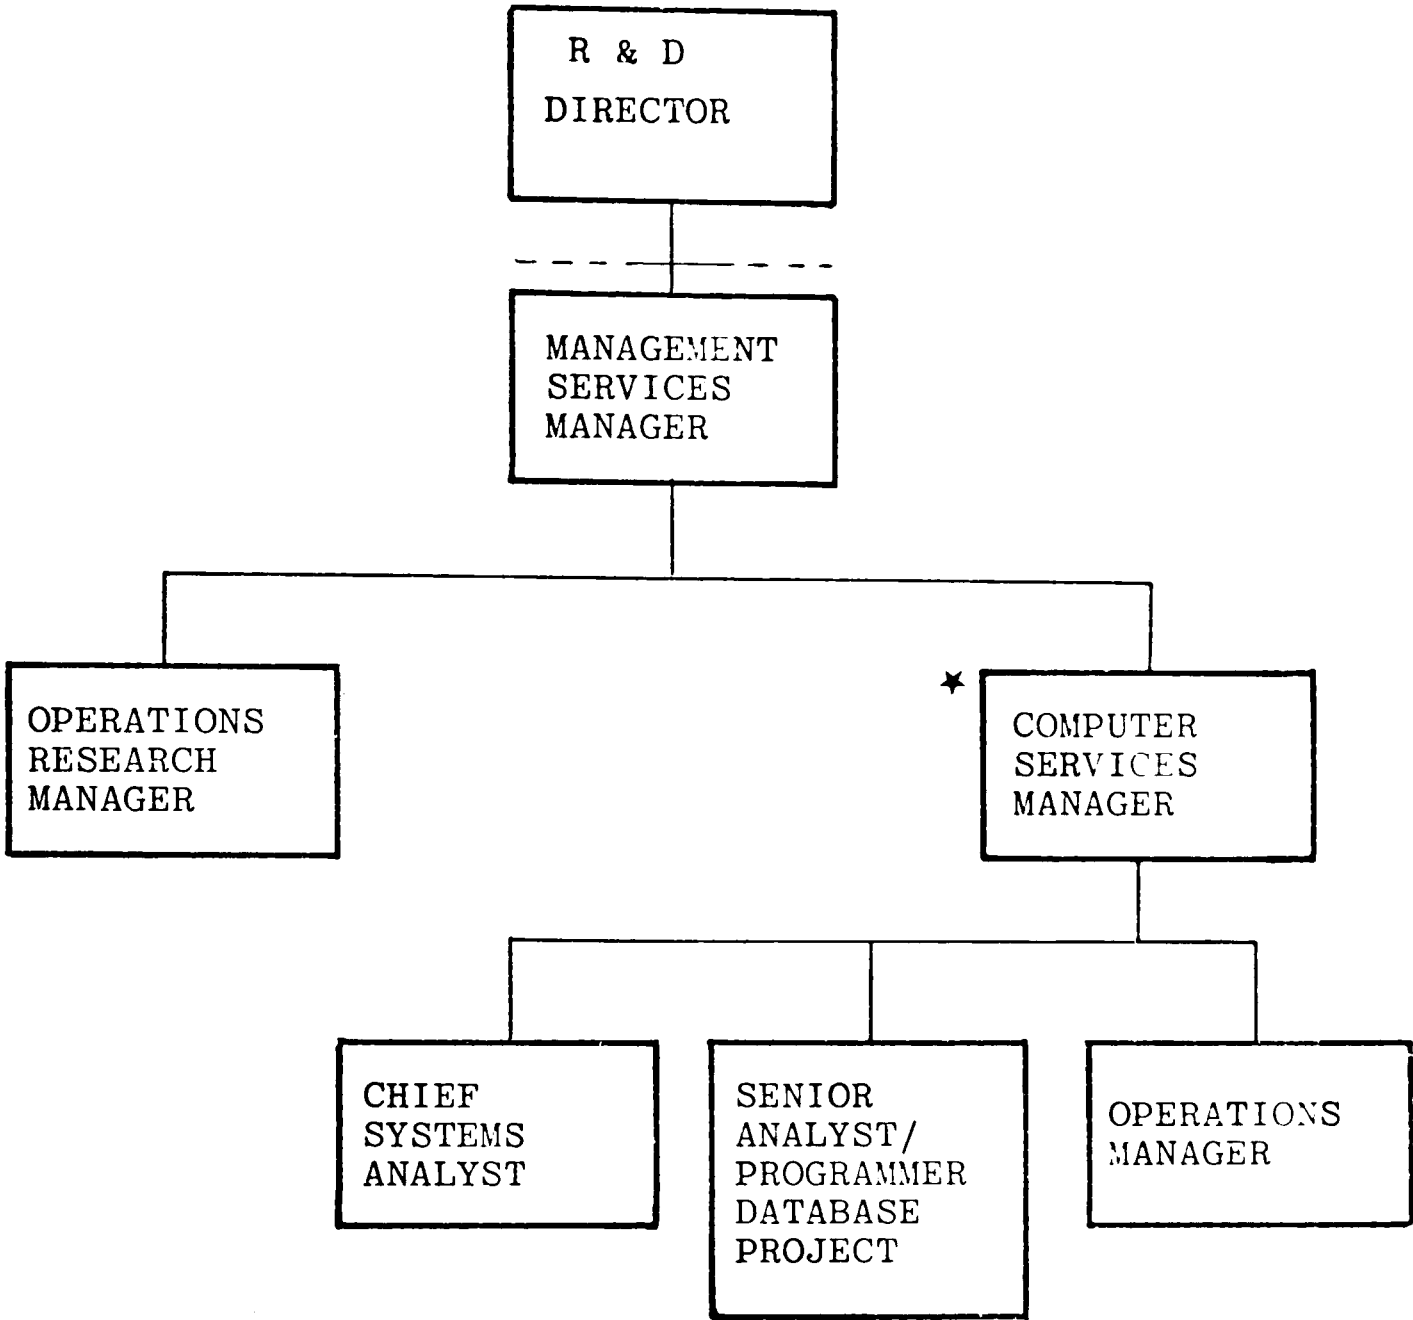 R & D
DIRECTOR
MANAGEMENT
SERVICES
MANAGER
OPERATIONS
RESEARCH
MANAGER
★
COMPUTER
SERVICES
MANAGER
CHIEF
SYSTEMS
ANALYST
SENIOR
ANALYST/
PROGRAMMER
DATABASE
PROJECT
OPERATIONS
MANAGER